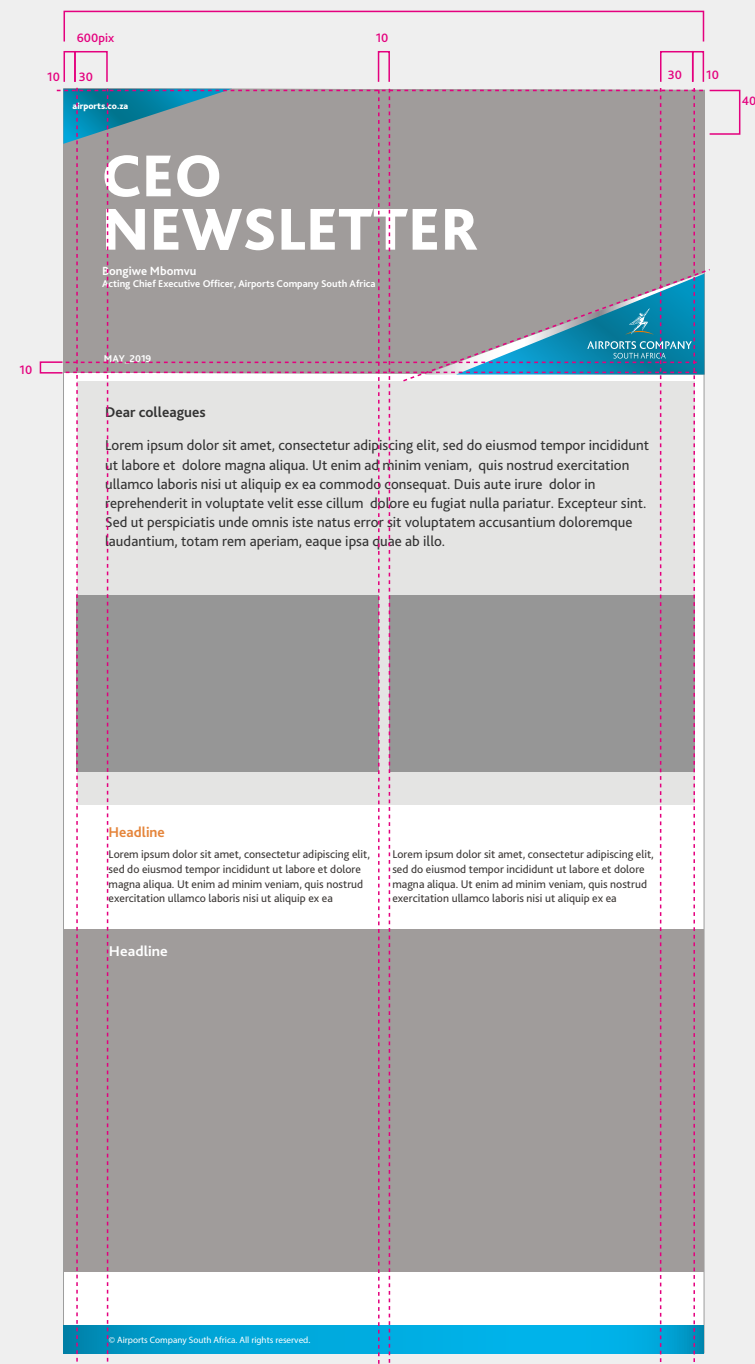 600pix
10
10
30
30
10
40
airports.co.za
CEO
NEWSLETTER
Bongiwe Mbomvu
Acting Chief Executive Officer, Airports Company South Africa
AIRPORTS COMPANY
SOUTH AFRICA
MAY 2019
10
Dear colleagues
Lorem ipsum dolor sit amet, consectetur adipiscing elit, sed do eiusmod tempor incididunt
ut labore et  dolore magna aliqua. Ut enim ad minim veniam,  quis nostrud exercitation
ullamco laboris nisi ut aliquip ex ea commodo consequat. Duis aute irure  dolor in
reprehenderit in voluptate velit esse cillum  dolore eu fugiat nulla pariatur. Excepteur sint.
Sed ut perspiciatis unde omnis iste natus error sit voluptatem accusantium doloremque
laudantium, totam rem aperiam, eaque ipsa quae ab illo.
Headline
Lorem ipsum dolor sit amet, consectetur adipiscing elit,
sed do eiusmod tempor incididunt ut labore et dolore
magna aliqua. Ut enim ad minim veniam, quis nostrud
exercitation ullamco laboris nisi ut aliquip ex ea
Lorem ipsum dolor sit amet, consectetur adipiscing elit,
sed do eiusmod tempor incididunt ut labore et dolore
magna aliqua. Ut enim ad minim veniam, quis nostrud
exercitation ullamco laboris nisi ut aliquip ex ea
Headline
© Airports Company South Africa. All rights reserved.